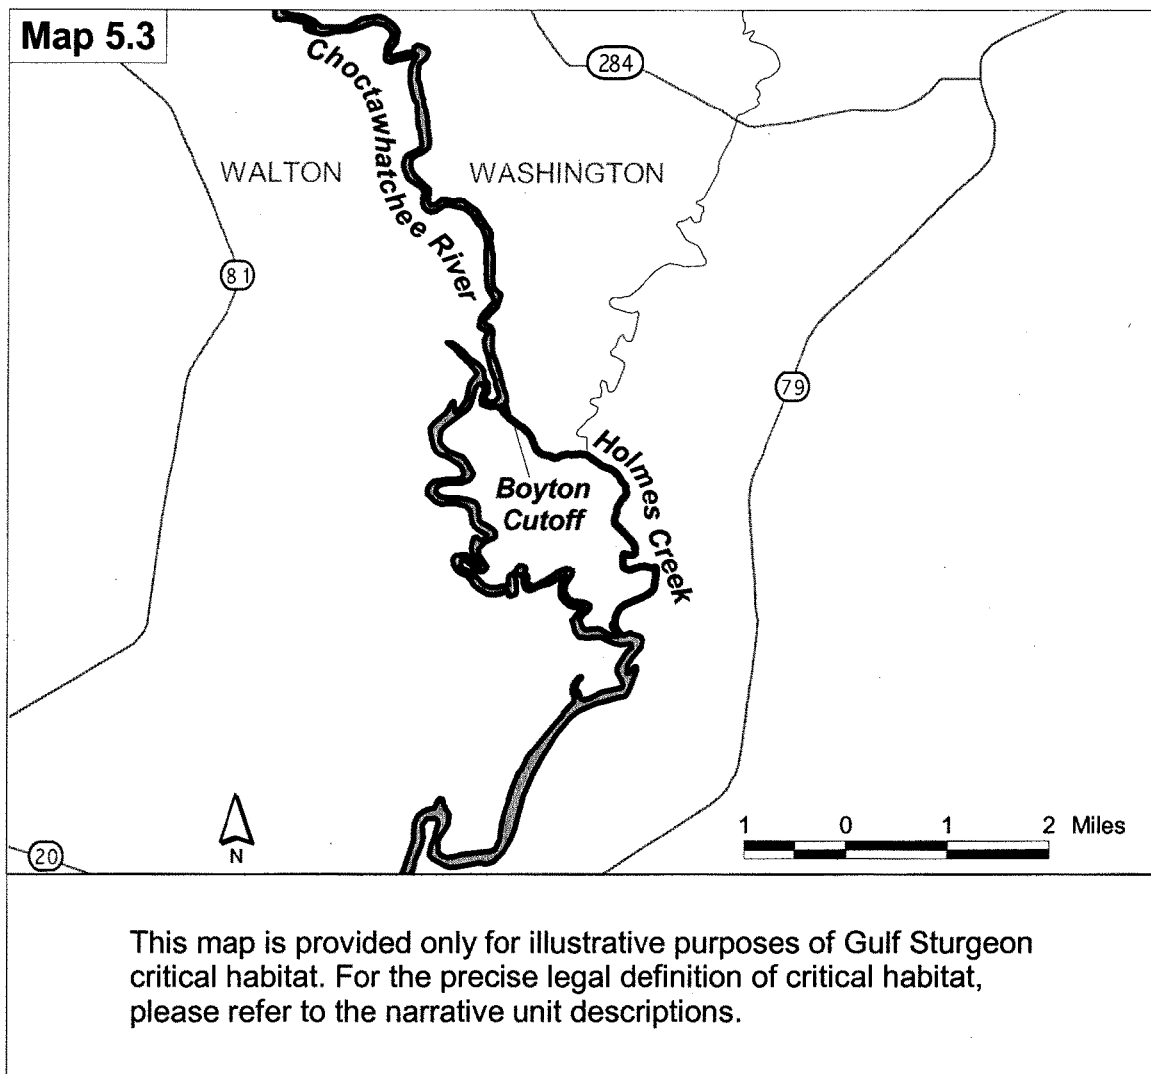 Map 5.3
284
Choctawhatchee River
WALTON
WASHINGTON
81
79
Holmes Creek
Boyton
Cutoff
1 0 1 2 Miles
20
N
This map is provided only for illustrative purposes of Gulf Sturgeon
critical habitat. For the precise legal definition of critical habitat,
please refer to the narrative unit descriptions.